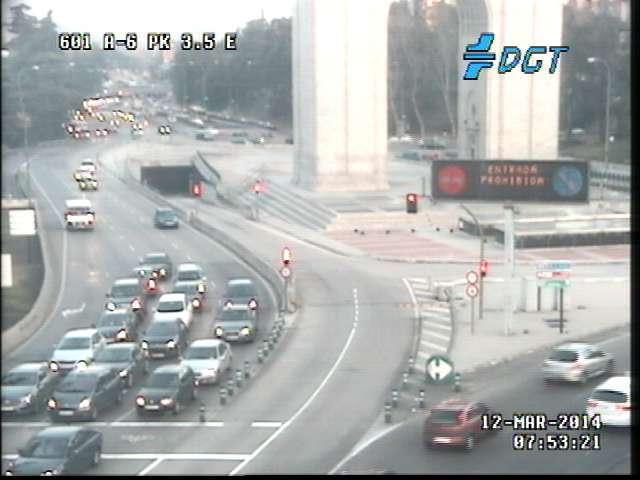 601 A-6 PK 3.5 E
DGT
ENTRADA
PROHIBIDA
12-MAR-2014
07:53:21